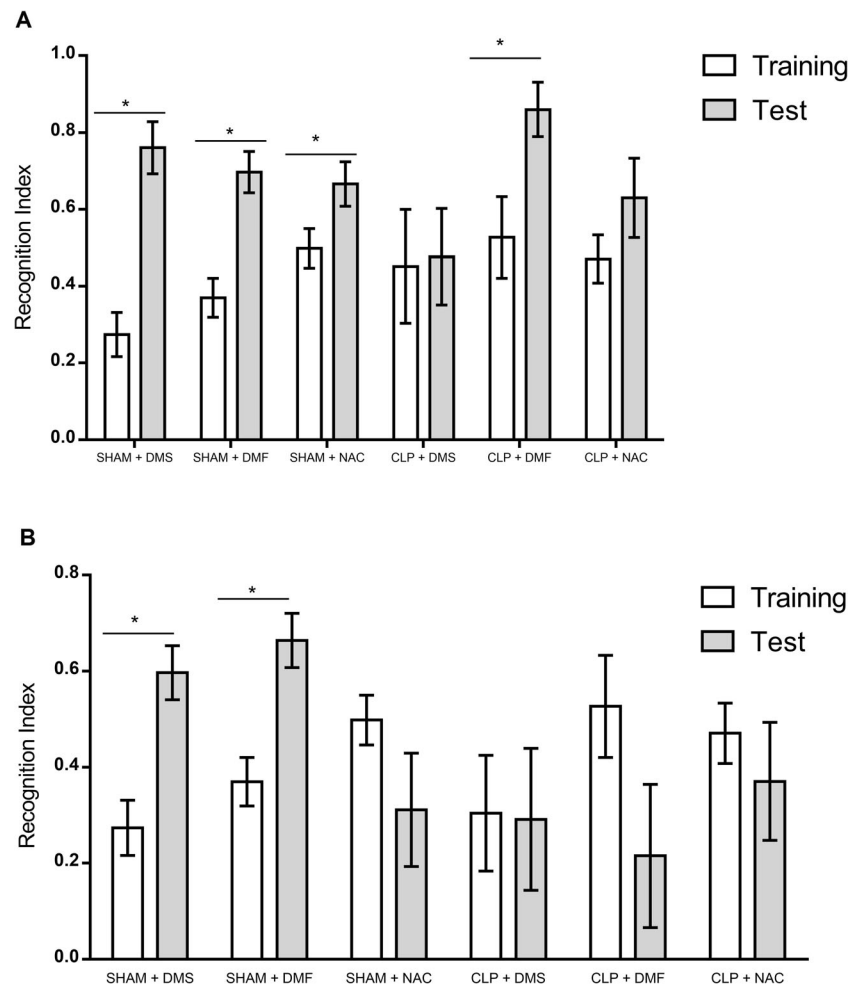 A
Training
Test
Recognition Index
1.0
0.8
0.6
0.4
0.2
0.0
* * * *
SHAM + DMS SHAM + DMF SHAM + NAC CLP + DMS CLP + DMF CLP + NAC
B
Training
Test
Recognition Index
0.8
0.6
0.4
0.2
0.0
* *
SHAM + DMS SHAM + DMF SHAM + NAC CLP + DMS CLP + DMF CLP + NAC